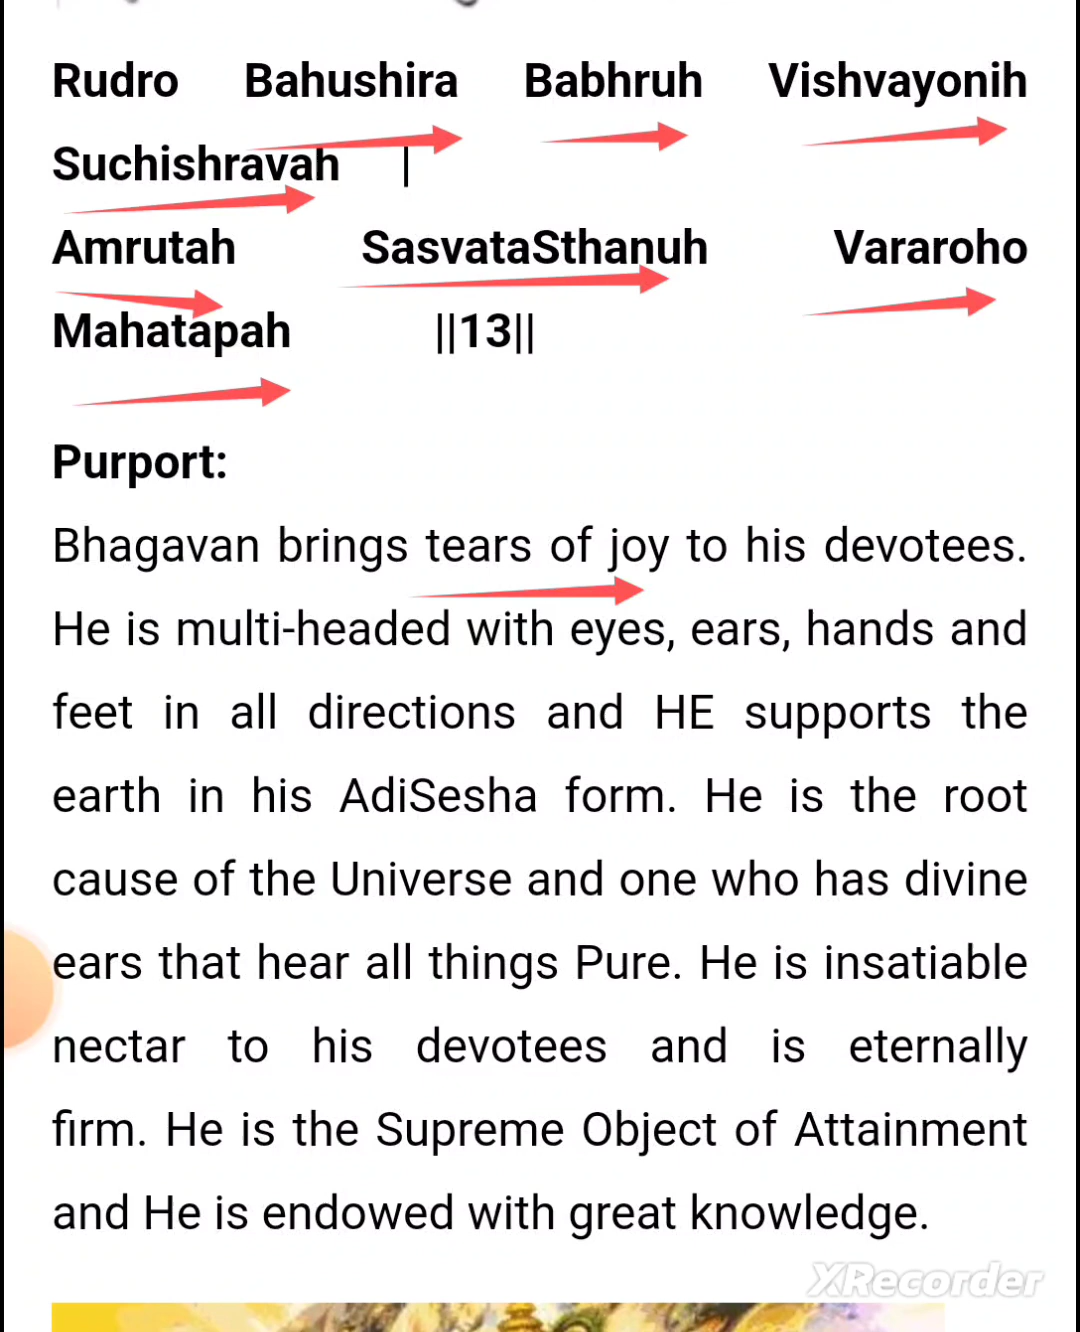 Rudro Bahushira Babhruh Vishvayonih
Suchishravah |
Amrutah SasvataSthanuh Vararoho
Mahatapah ||13||
Purport:
Bhagavan brings tears of joy to his devotees.
He is multi-headed with eyes, ears, hands and
feet in all directions and HE supports the
earth in his AdiSesha form. He is the root
cause of the Universe and one who has divine
ears that hear all things Pure. He is insatiable
nectar to his devotees and is eternally
firm. He is the Supreme Object of Attainment
and He is endowed with great knowledge.
XRecorder